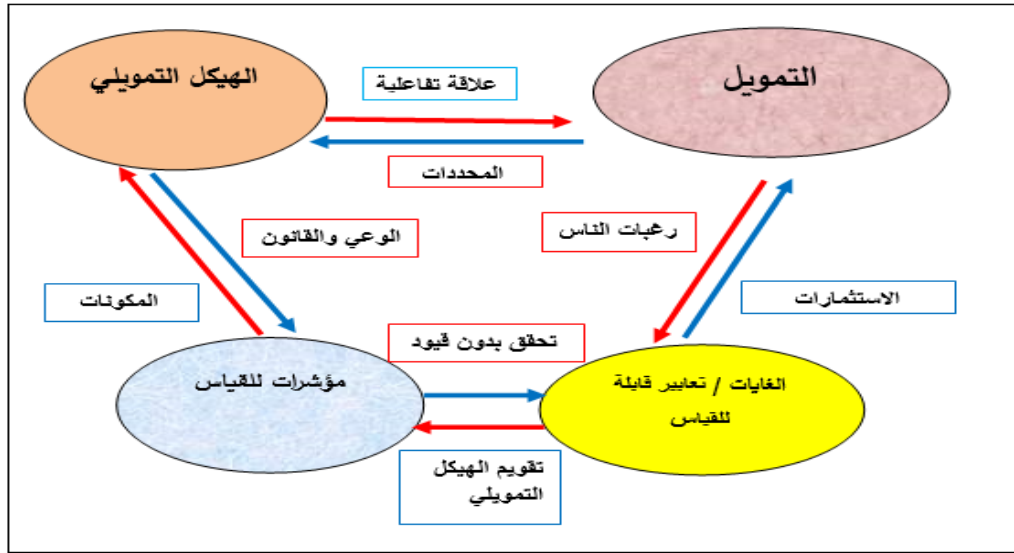 التمويل
الهيكل التمويلي
علاقة تفاعلية
المحددات
رغبات الناس
الوعي والقانون
الاستثمارات
المكونات
تحقق بدون قيود
الغايات / تعابير قابلة
للقياس
مؤشرات للقياس
تقويم الهيكل
التمويلي